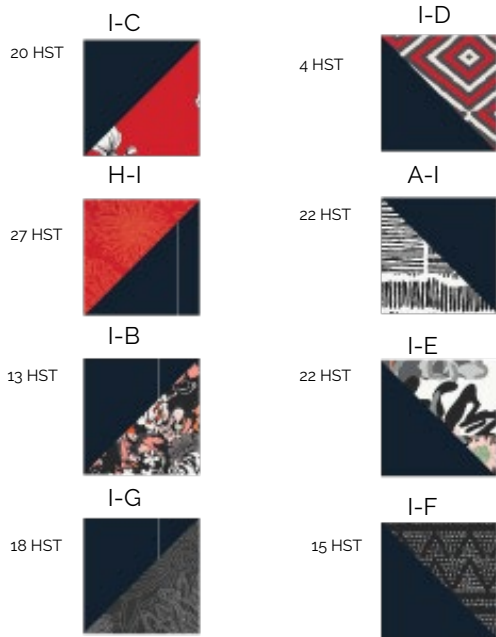 I-C
20 HST
I-D
4 HST
H-I
27 HST
A-I
22 HST
I-B
13 HST
I-E
22 HST
I-G
18 HST
I-F
15 HST